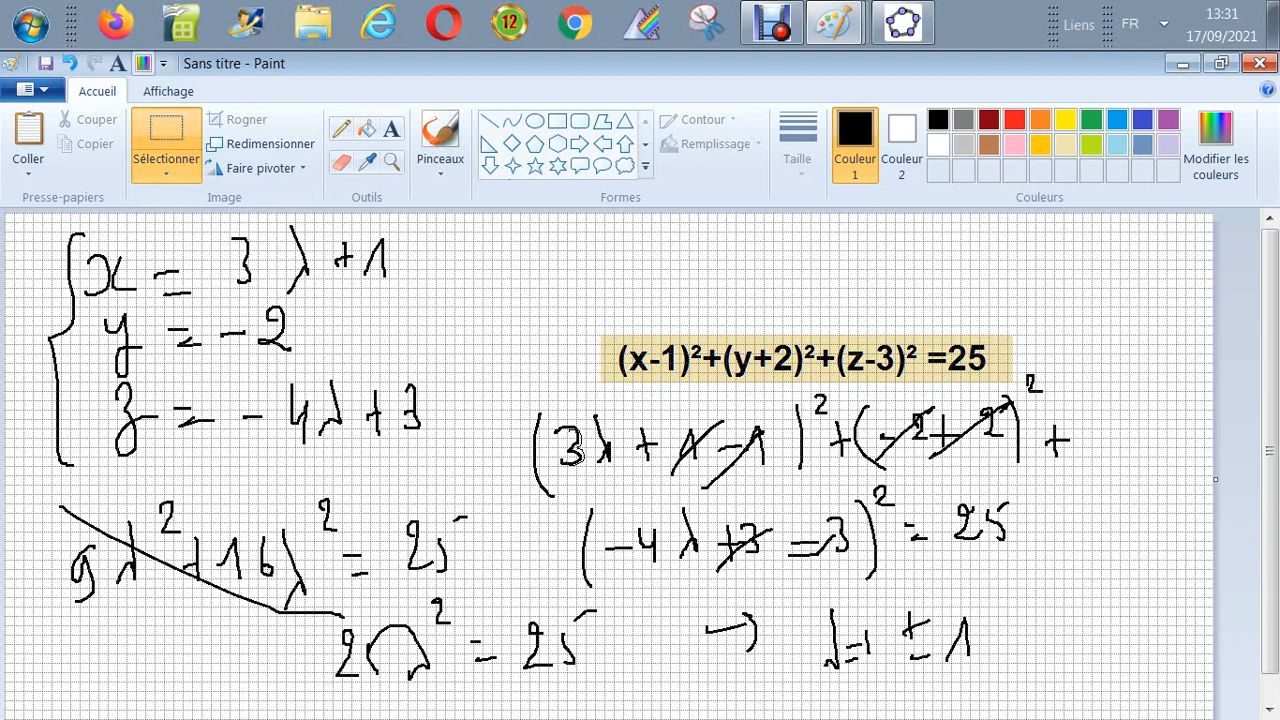 12
Liens
FR
13:31
17/09/2021
Sans titre - Paint
Accueil
Affichage
Coller
Couper
Copier
Presse-papiers
Sélectionner
Rogner
Redimensionner
Faire pivoter
Image
A
Outils
Pinceaux
Contour
Remplissage
Formes
Taille
Couleur 1
Couleur 2
Modifier les couleurs
Couleurs
x = 3λ+1
y = -2
z = -4λ+3
(x-1)²+(y+2)²+(z-3)² =25
(3λ+1-1)²+(-2+2)²+
(-4λ+3-3)² = 25
9λ²+16λ² = 25
= 25 → ± 1